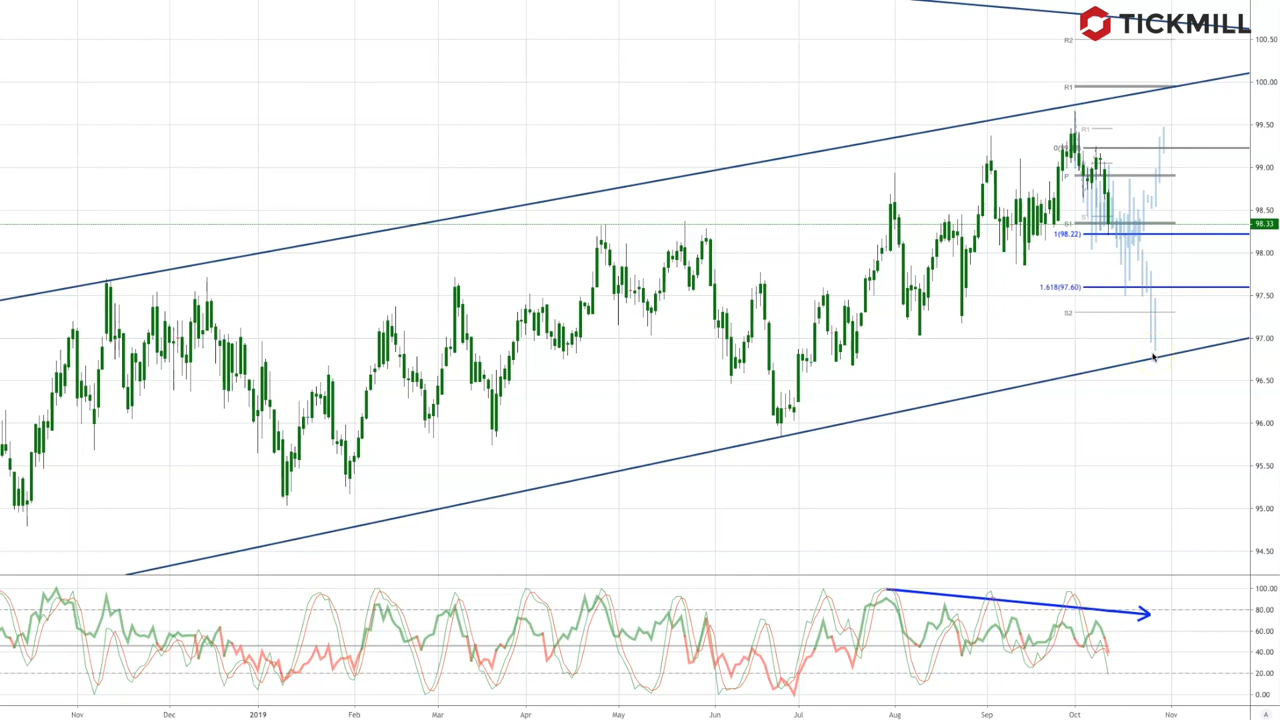 TICKMILL
R2
100.50
100.00
R1
99.50
R1
99.00
P
98.50
S1
98.33
1(98.22)
98.00
1.618(97.60)
97.50
S2
97.00
96.50
96.00
95.50
95.00
94.50
100.00
80.00
60.00
40.00
20.00
0.00
Nov Dec 2019 Feb Mar Apr May Jun Jul Aug Sep Oct Nov A